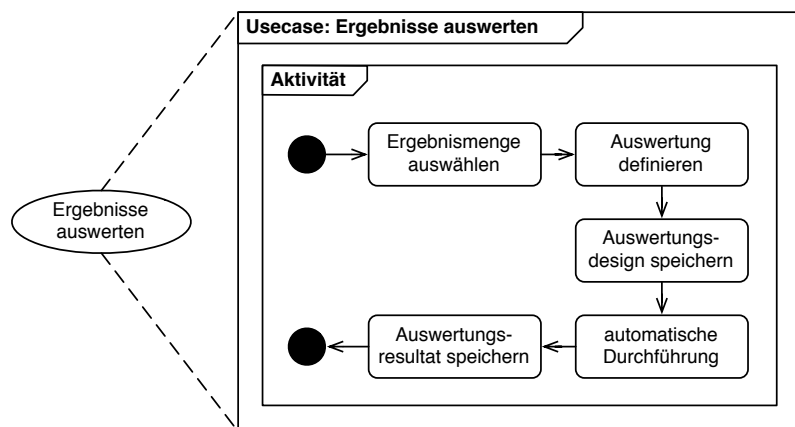 Usecase: Ergebnisse auswerten
Aktivität
Ergebnismenge
auswählen
Auswertung
definieren
Auswertungs-
design speichern
automatische
Durchführung
Auswertungs-
resultat speichern
Ergebnisse
auswerten